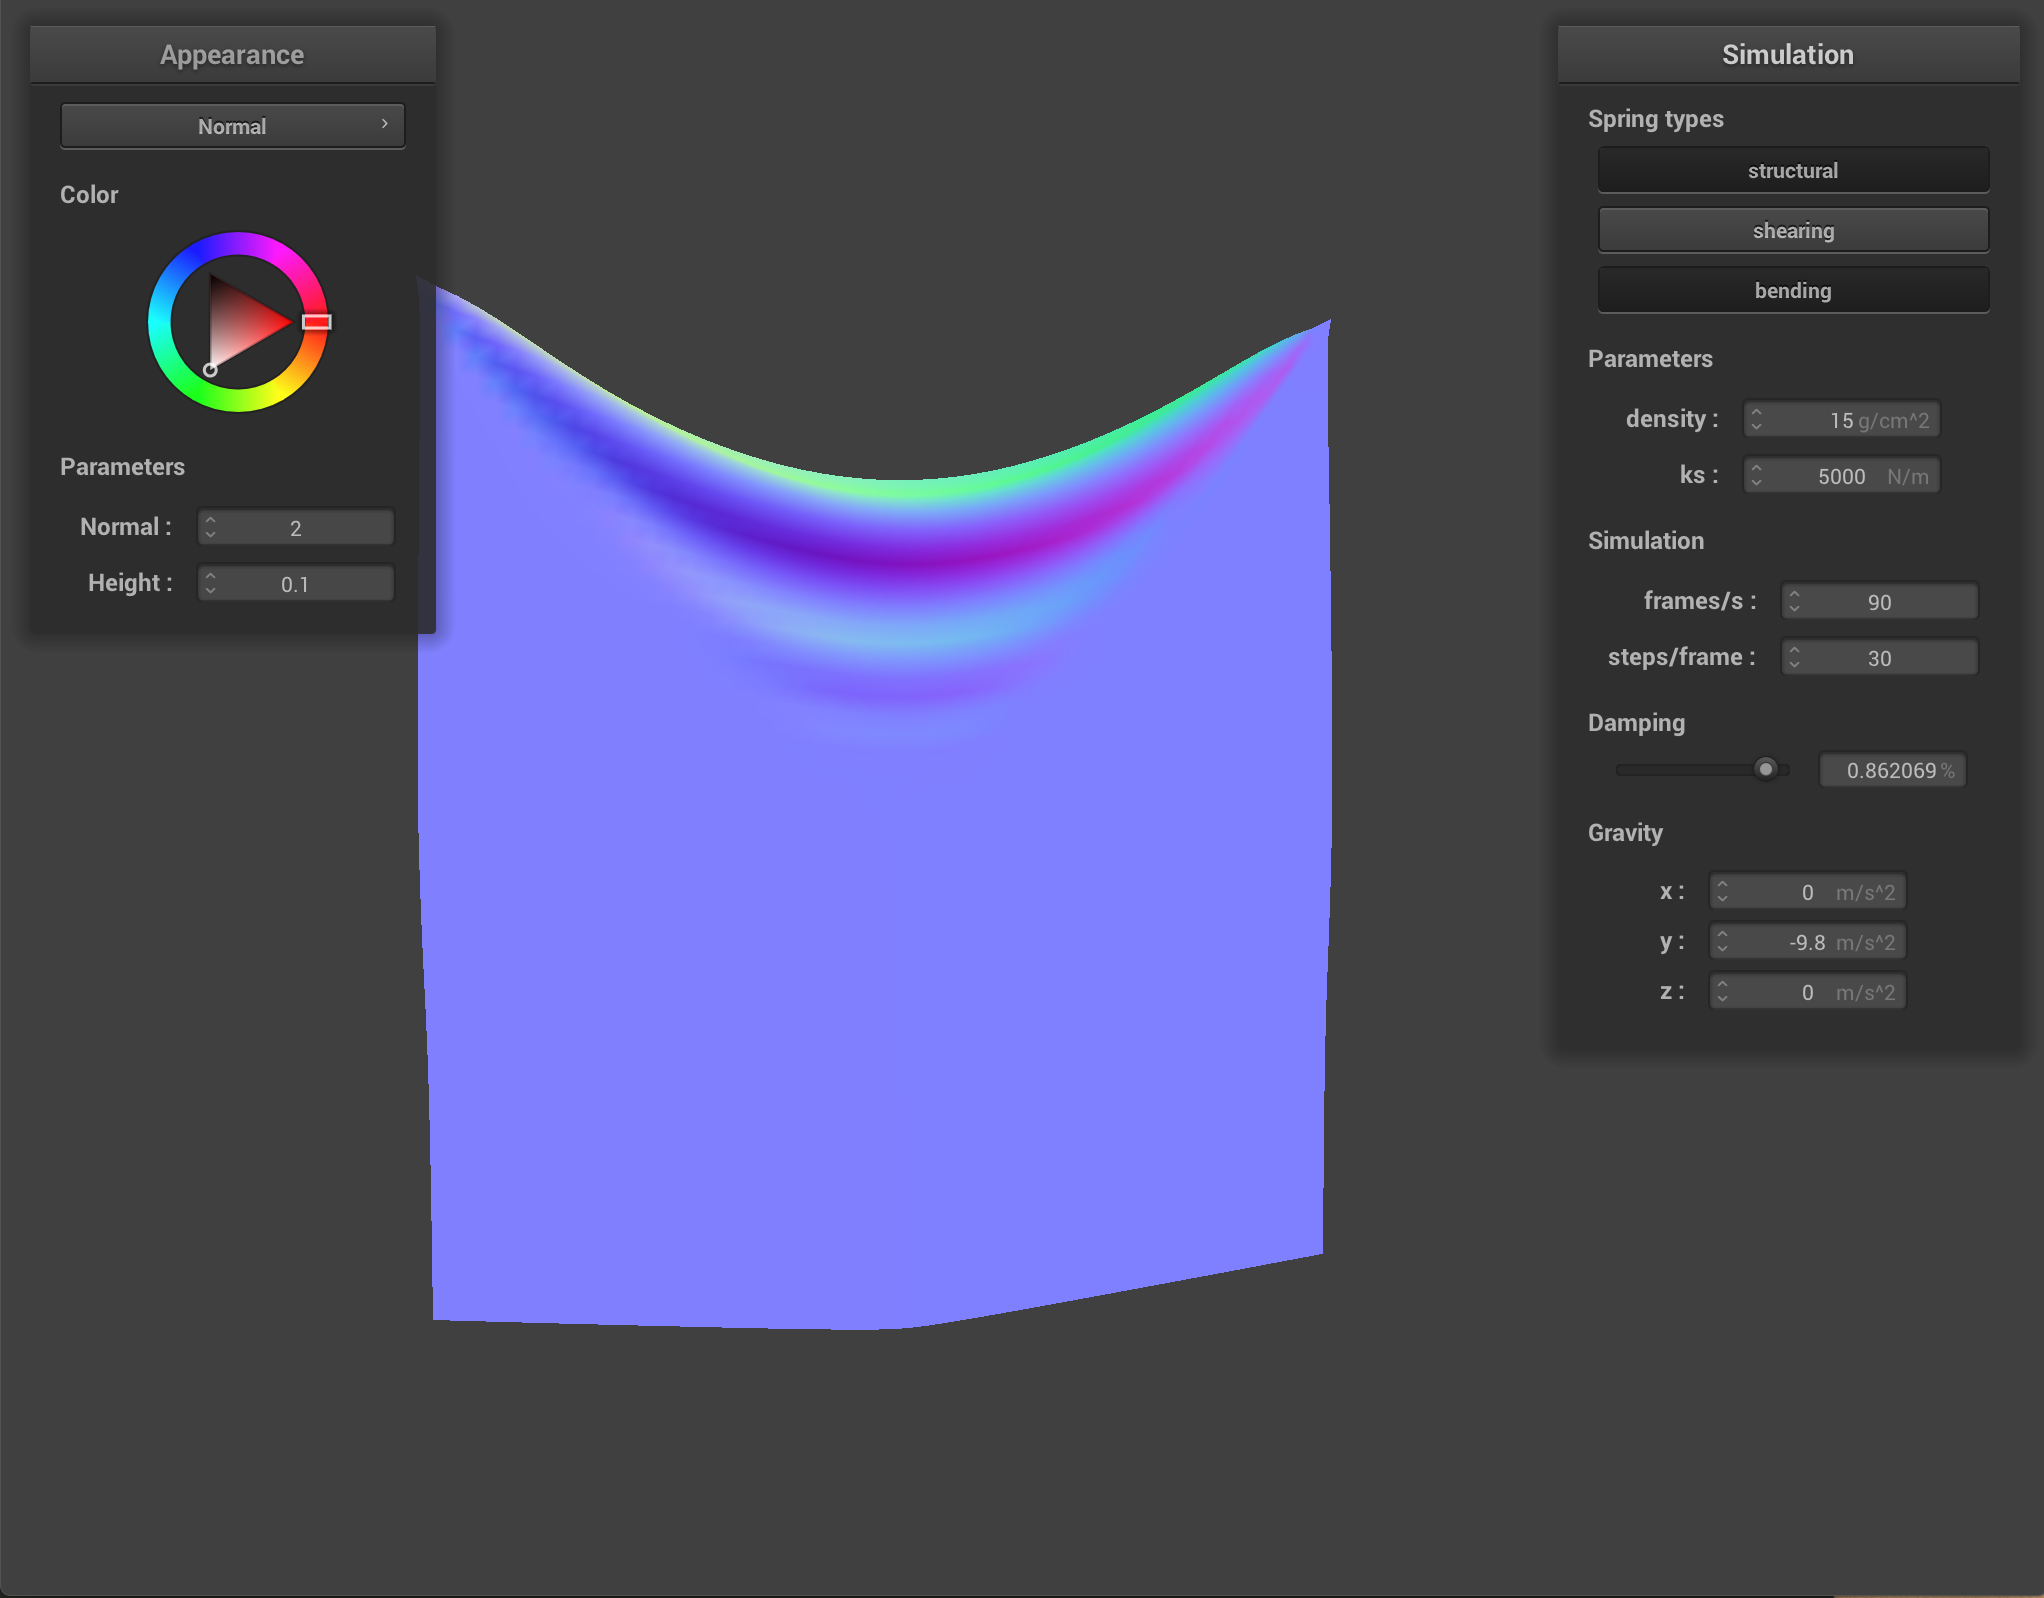 Appearance
Normal
Color
Parameters
Normal : 2
Height : 0.1
Simulation
Spring types
structural
shearing
bending
Parameters
density : 15 g/cm^2
ks : 5000 N/m
Simulation
frames/s : 90
steps/frame : 30
Damping
0.862069 %
Gravity
x : 0 m/s^2
y : -9.8 m/s^2
z : 0 m/s^2